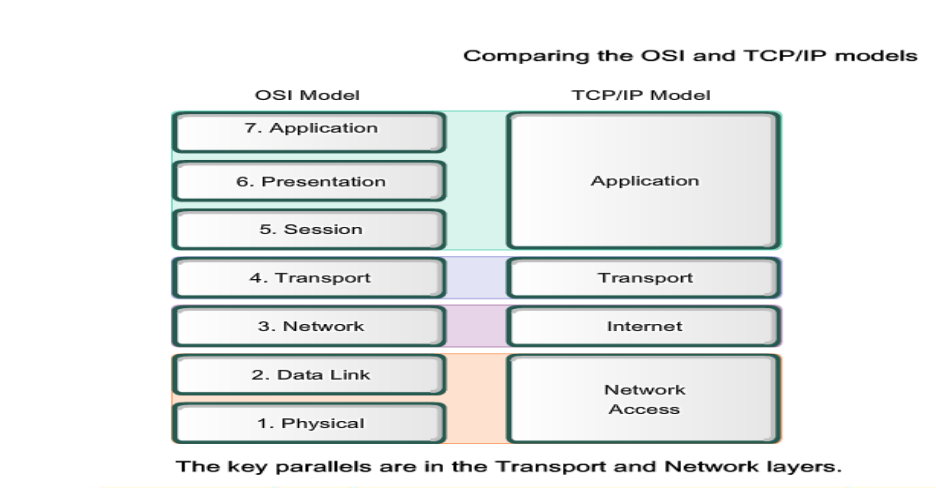 Comparing the OSI and TCP/IP models
OSI Model
TCP/IP Model
7. Application
6. Presentation
5. Session
Application
4. Transport
Transport
3. Network
Internet
2. Data Link
1. Physical
Network
Access
The key parallels are in the Transport and Network layers.